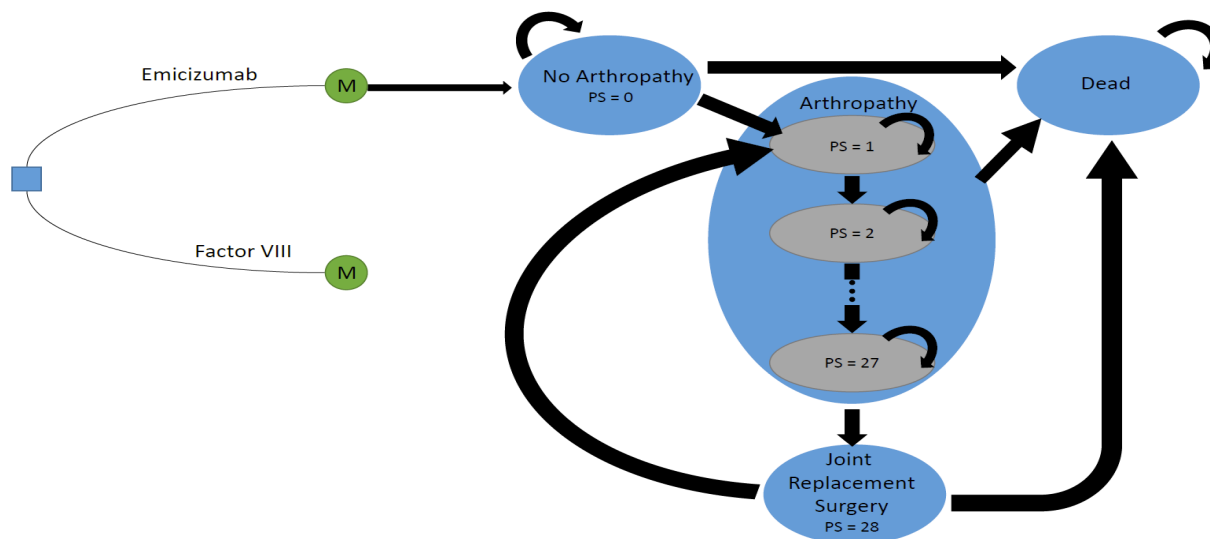 Emicizumab
M
Factor VIII
M
No Arthropathy
PS = 0
Arthropathy
PS = 1
PS = 2
PS = 27
Joint
Replacement
Surgery
PS = 28
Dead